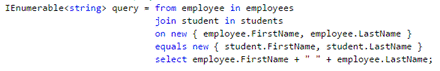 IEnumerable<string> query = from employee in employees
join student in students
on new { employee.FirstName, employee.LastName }
equals new { student.FirstName, student.LastName }
select employee.FirstName + " " + employee.LastName;